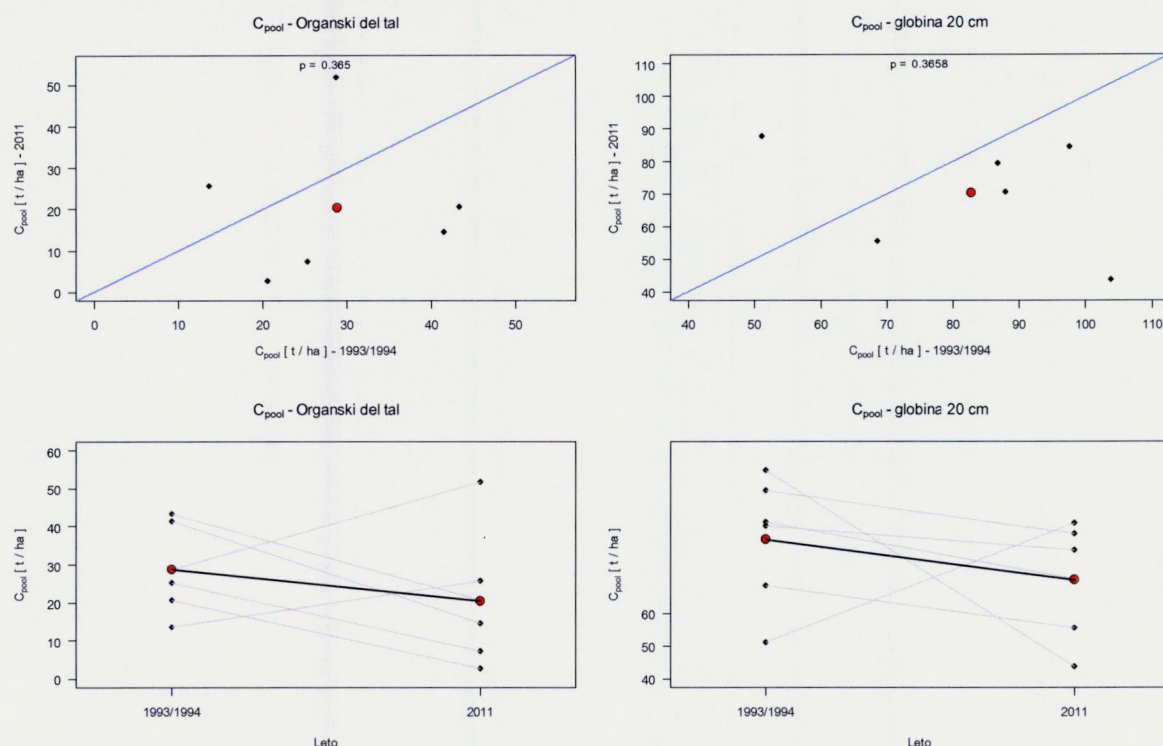 Cpool - Organski del tal
p = 0.365
50
40
30
20
10
0
Cpool [ t / ha ] - 2011
0 10 20 30 40 50
Cpool [ t / ha ] - 1993/1994
Cpool - globina 20 cm
p = 0.3658
110
100
90
80
70
60
50
40
Cpool [ t / ha ] - 2011
40 50 60 70 80 90 100 110
Cpool [ t / ha ] - 1993/1994
Cpool - Organski del tal
60
50
40
30
20
10
0
Cpool [ t / ha ]
1993/1994 2011
Leto
Cpool - globina 20 cm
60
50
40
Cpool [ t / ha ]
1993/1994 2011
Leto